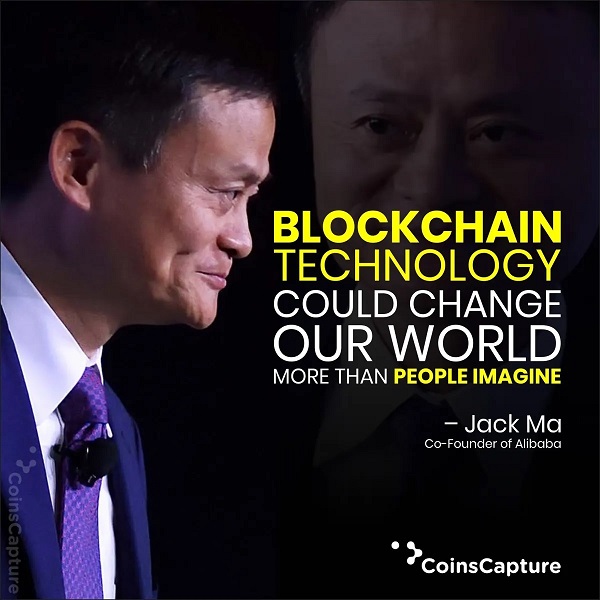 BLOCKCHAIN
TECHNOLOGY
COULD CHANGE
OUR WORLD
MORE THAN PEOPLE IMAGINE
– Jack Ma
Co-Founder of Alibaba
CoinsCapture
CoinsCapture